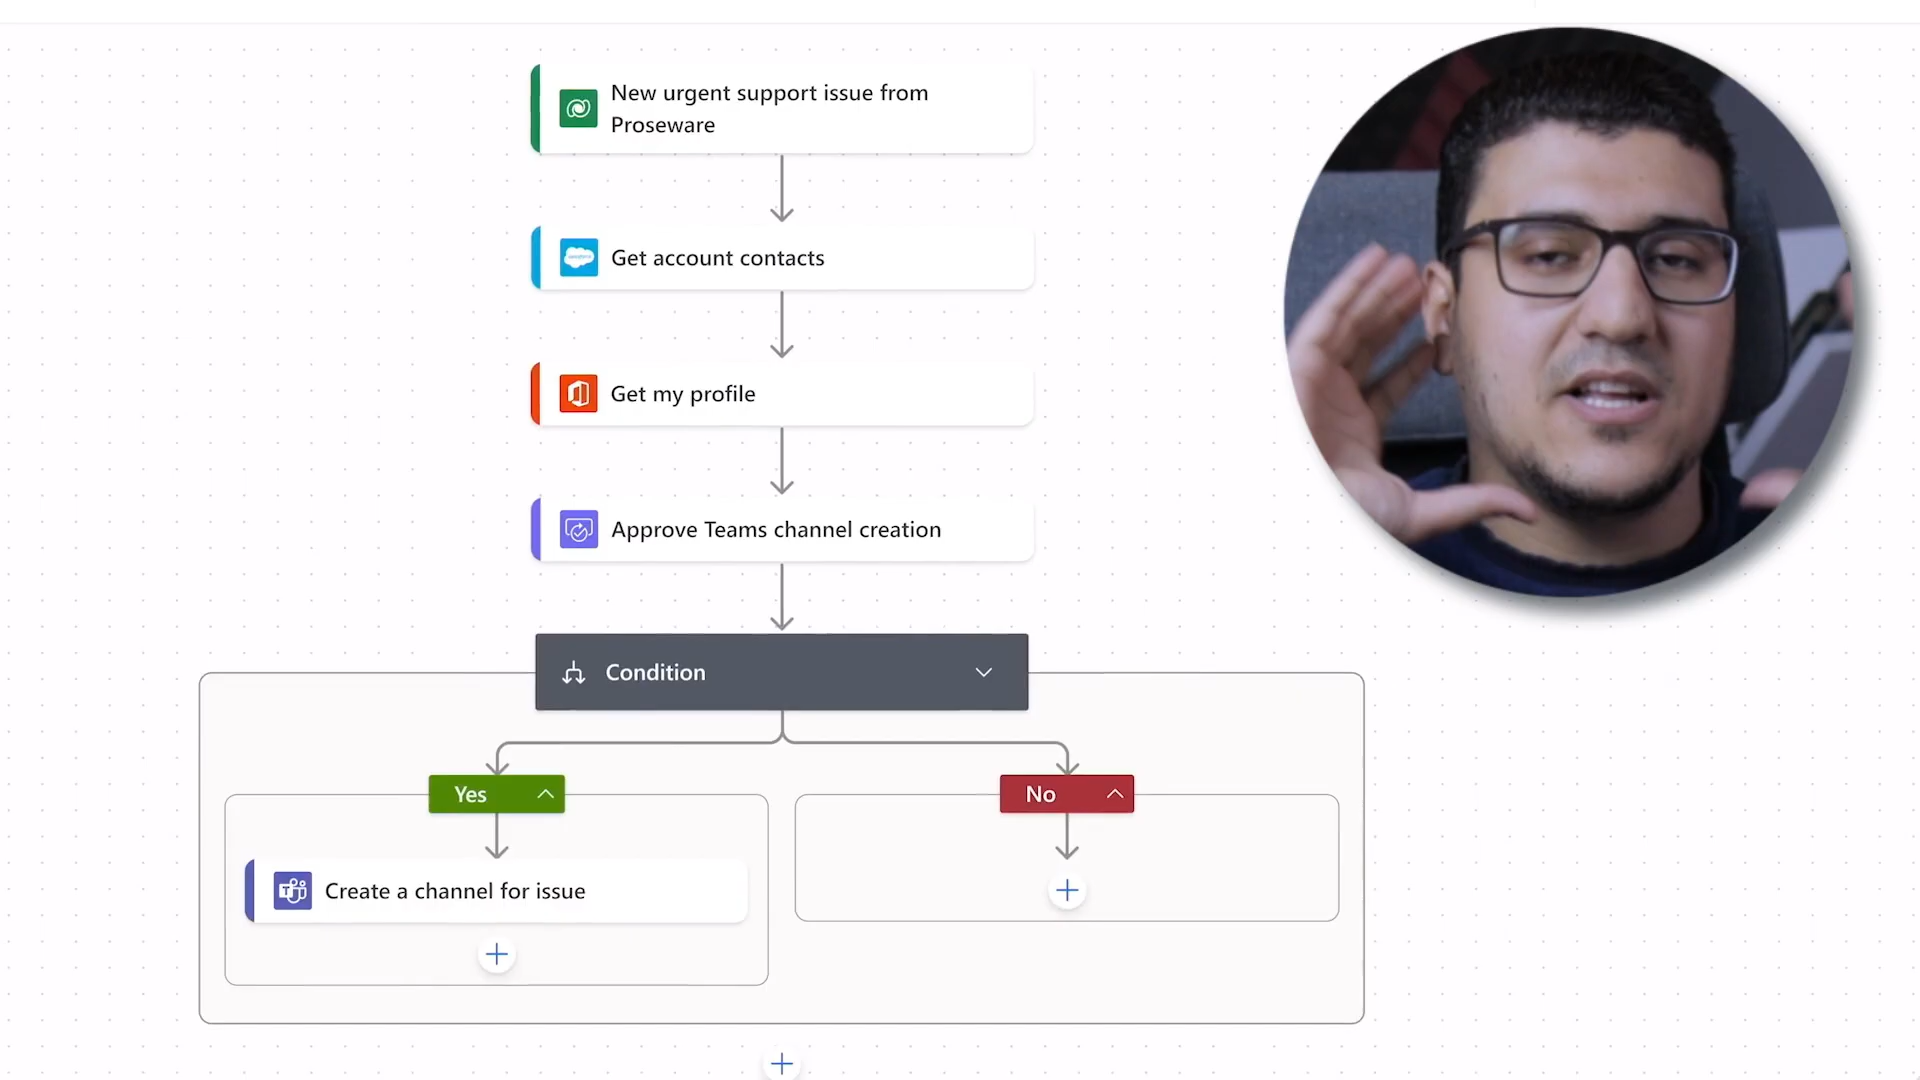 New urgent support issue from
Proseware
Get account contacts
Get my profile
Approve Teams channel creation
Condition
Yes
No
Create a channel for issue